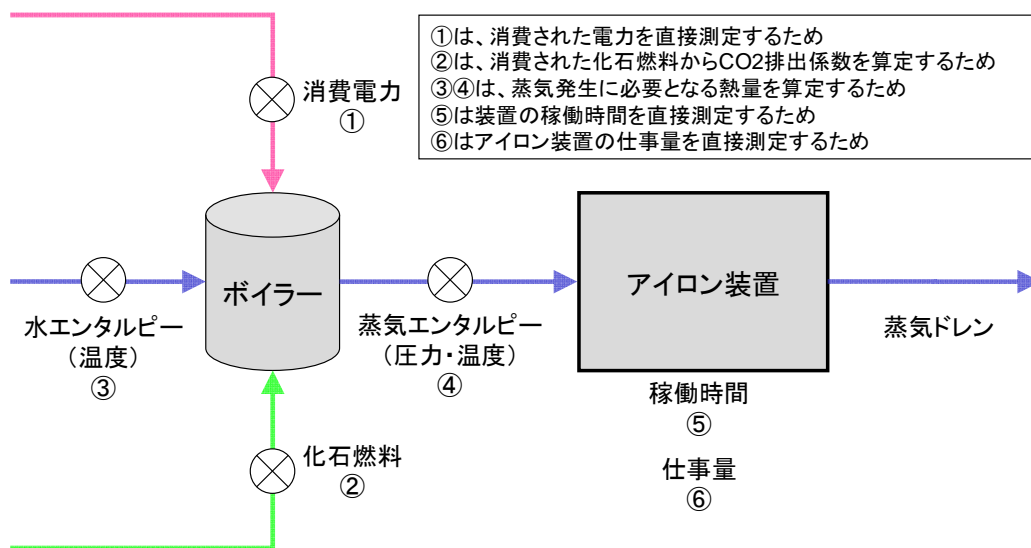 ①は、消費された電力を直接測定するため
②は、消費された化石燃料からCO2排出係数を算定するため
③④は、蒸気発生に必要となる熱量を算定するため
⑤は装置の稼働時間を直接測定するため
⑥はアイロン装置の仕事量を直接測定するため
消費電力
①
ボイラー
アイロン装置
水エンタルピー
（温度）
③
蒸気エンタルピー
（圧力・温度）
④
蒸気ドレン
稼働時間
⑤
化石燃料
②
仕事量
⑥